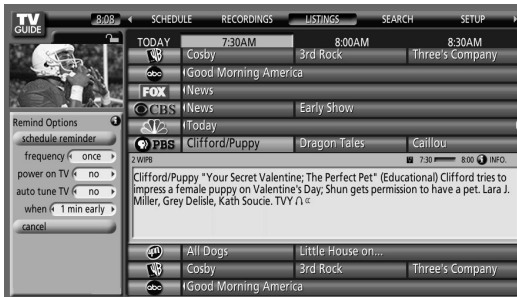 TV GUIDE 8:08 SCHEDULE RECORDINGS LISTINGS SEARCH SETUP
TODAY 7:30AM 8:00AM 8:30AM
WB Cosby 3rd Rock Three's Company
abc Good Morning America
FOX News
CBS News Early Show
Today
PBS Clifford/Puppy Dragon Tales Caillou
2 WIPB 7:30 8:00 i INFO.
Clifford/Puppy "Your Secret Valentine; The Perfect Pet" (Educational) Clifford tries to
impress a female puppy on Valentine's Day; Shun gets permission to have a pet. Lara J.
Miller, Grey Delisle, Kath Soucie. TVY
All Dogs Little House on...
WB Cosby 3rd Rock Three's Company
abc Good Morning America
Remind Options
schedule reminder
frequency once
power on TV no
auto tune TV no
when 1 min early
cancel